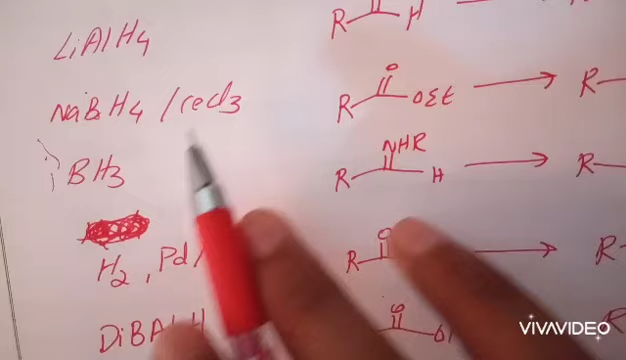 LiAlH4
NaBH4 /cecl3
BH3
H2, Pd/
DiBAl H
R H
R O OEt R
R NHR H R
R O R
O R
VIVAVIDEO